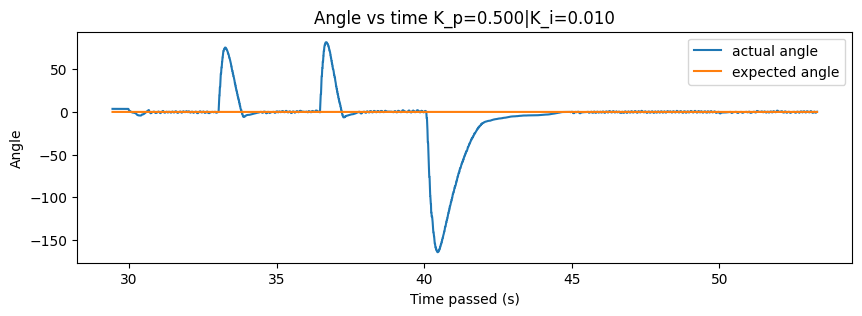 Angle vs time K_p=0.500|K_i=0.010
actual angle
expected angle
Angle
50
0
−50
−100
−150
30
35
40
45
50
Time passed (s)